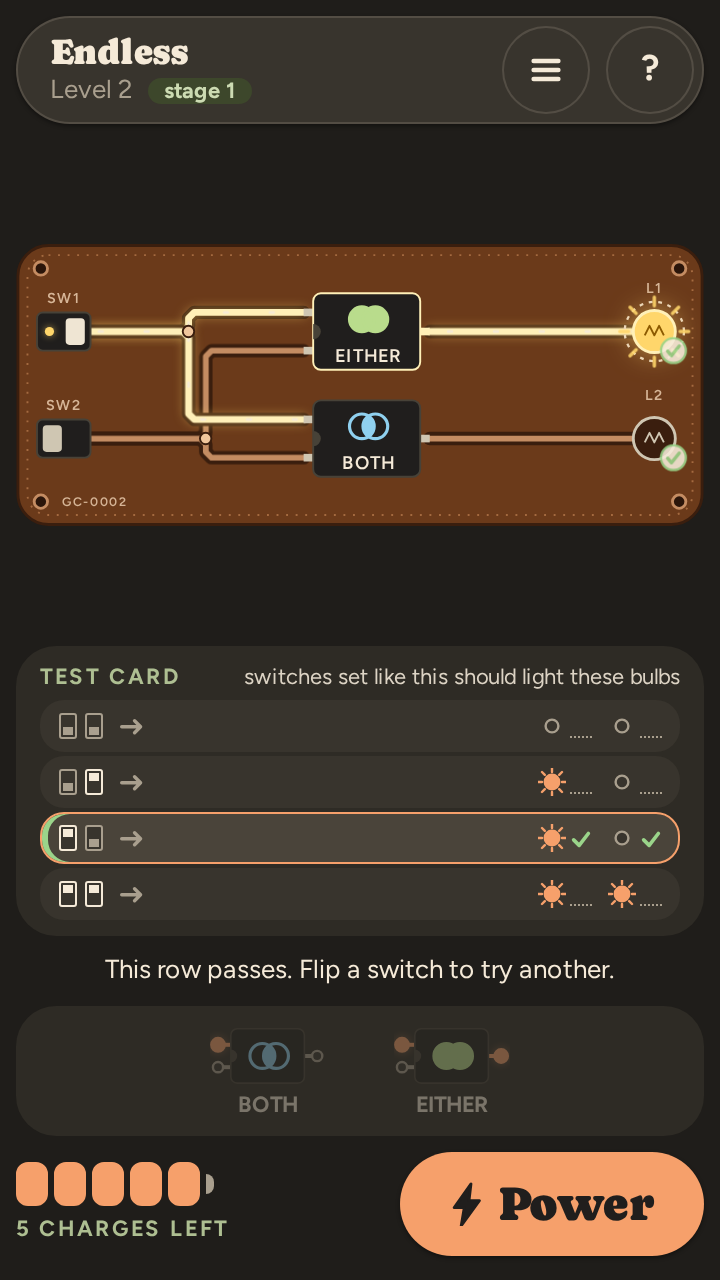 Endless
Level 2 stage 1
?
SW1
L1
EITHER
SW2
L2
BOTH
GC-0002
TEST CARD switches set like this should light these bulbs
This row passes. Flip a switch to try another.
BOTH EITHER
5 CHARGES LEFT
Power